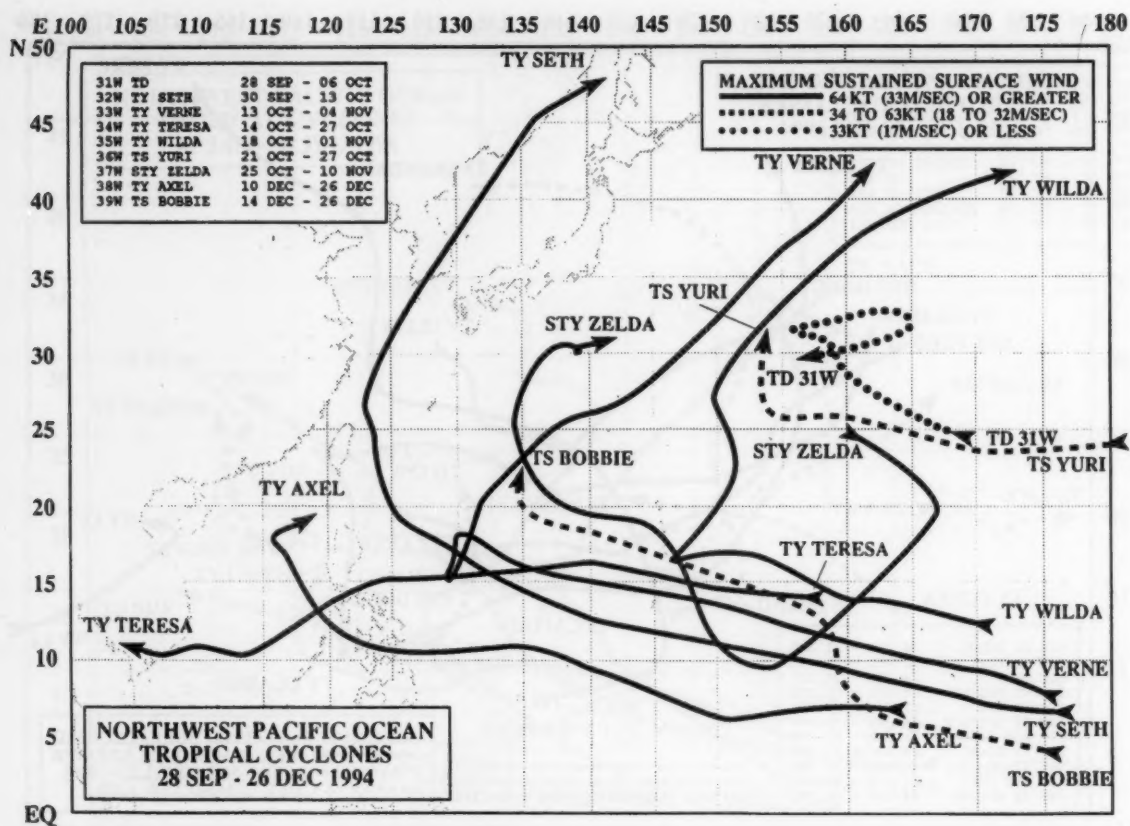 E 100 105 110 115 120 125 130 135 140 145 150 155 160 165 170 175 180
N 50
45
40
35
30
25
20
15
10
5
EQ
31W TD 28 SEP - 06 OCT
32W TY SETH 30 SEP - 13 OCT
33W TY VERNE 13 OCT - 04 NOV
34W TY TERESA 14 OCT - 27 OCT
35W TY WILDA 18 OCT - 01 NOV
36W TS YURI 21 OCT - 27 OCT
37W STY ZELDA 25 OCT - 10 NOV
38W TY AXEL 10 DEC - 26 DEC
39W TS BOBBIE 14 DEC - 26 DEC
TY SETH
MAXIMUM SUSTAINED SURFACE WIND
64 KT (33M/SEC) OR GREATER
34 TO 63KT (18 TO 32M/SEC)
33KT (17M/SEC) OR LESS
TY VERNE
TY WILDA
TS YURI
STY ZELDA
TD 31W
TD 31W
STY ZELDA
TS YURI
TS BOBBIE
TY AXEL
TY TERESA
TY WILDA
TY TERESA
TY VERNE
TY SETH
TY AXEL
TS BOBBIE
NORTHWEST PACIFIC OCEAN
TROPICAL CYCLONES
28 SEP - 26 DEC 1994